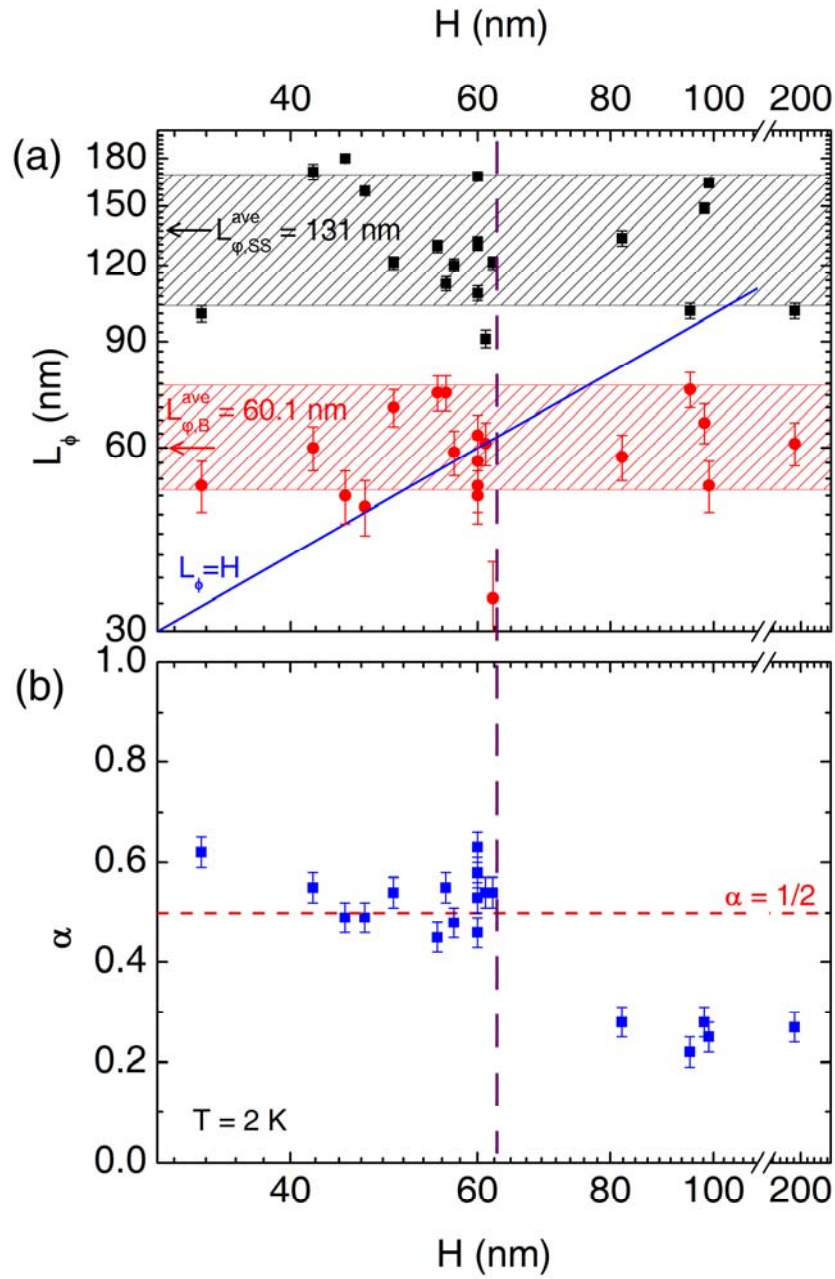 H (nm)
40 60 80 100 200
(a)
180
150
120
90
60
30
L_ϕ (nm)
L^ave_φ,SS = 131 nm
L^ave_φ,B = 60.1 nm
L_ϕ=H
(b)
1.0
0.8
0.6
0.4
0.2
0.0
α
α = 1/2
T = 2 K
40 60 80 100 200
H (nm)